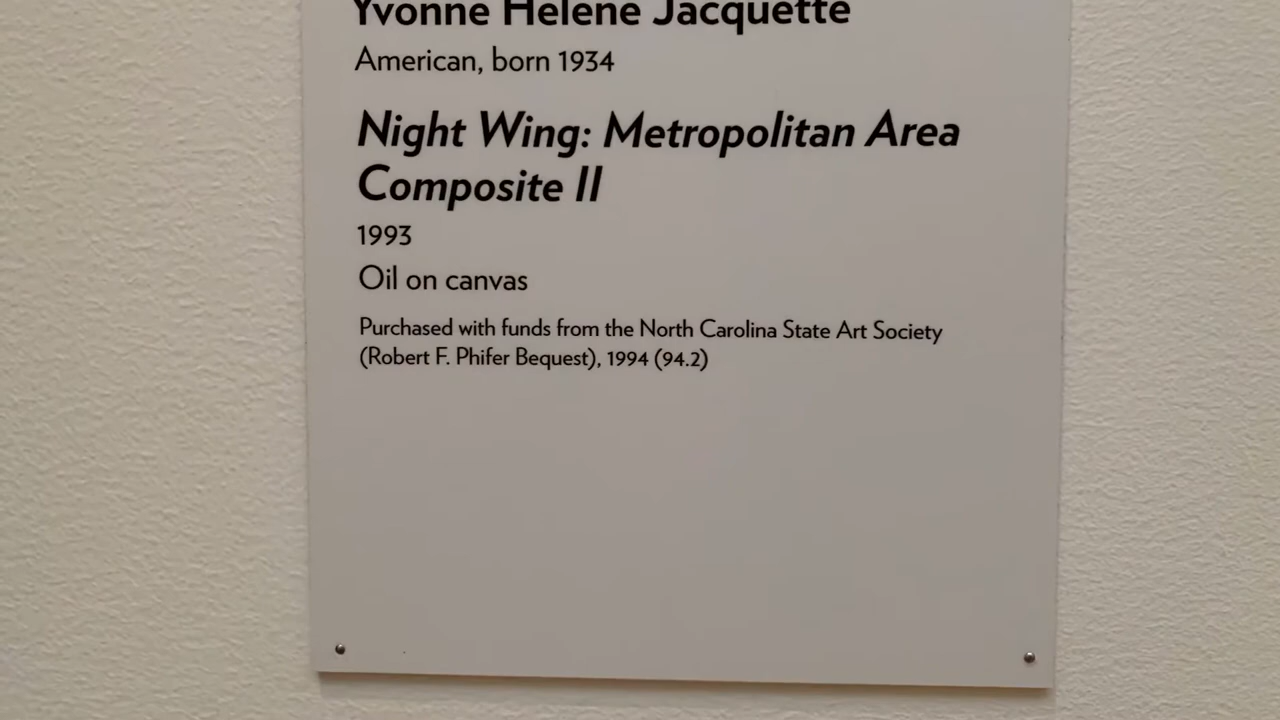 Yvonne Helene Jacquette
American, born 1934
Night Wing: Metropolitan Area
Composite II
1993
Oil on canvas
Purchased with funds from the North Carolina State Art Society
(Robert F. Phifer Bequest), 1994 (94.2)